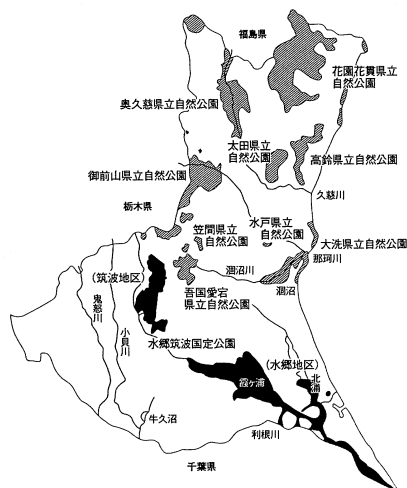 福島県
花園花貫県立
自然公園
奥久慈県立自然公園
太田県立
自然公園
高鈴県立自然公園
御前山県立自然公園
久慈川
栃木県
水戸県立
自然公園
笠間県立
自然公園
大洗県立自然公園
那珂川
涸沼川
涸沼
(筑波地区)
吾国愛宕
県立自然公園
鬼怒川
小貝川
水郷筑波国定公園
(水郷地区)
北浦
霞ヶ浦
牛久沼
利根川
千葉県